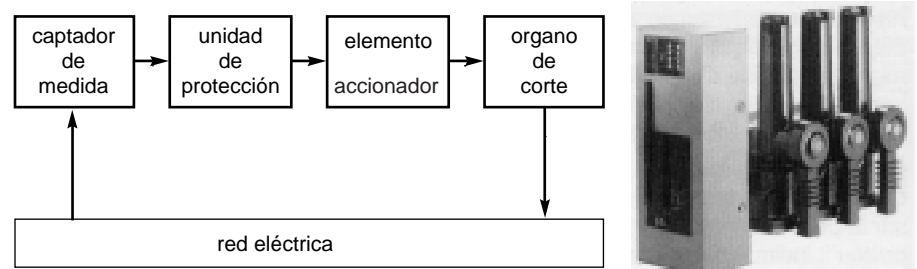 captador
de
medida
unidad
de
protección
elemento
accionador
organo
de
corte
red eléctrica